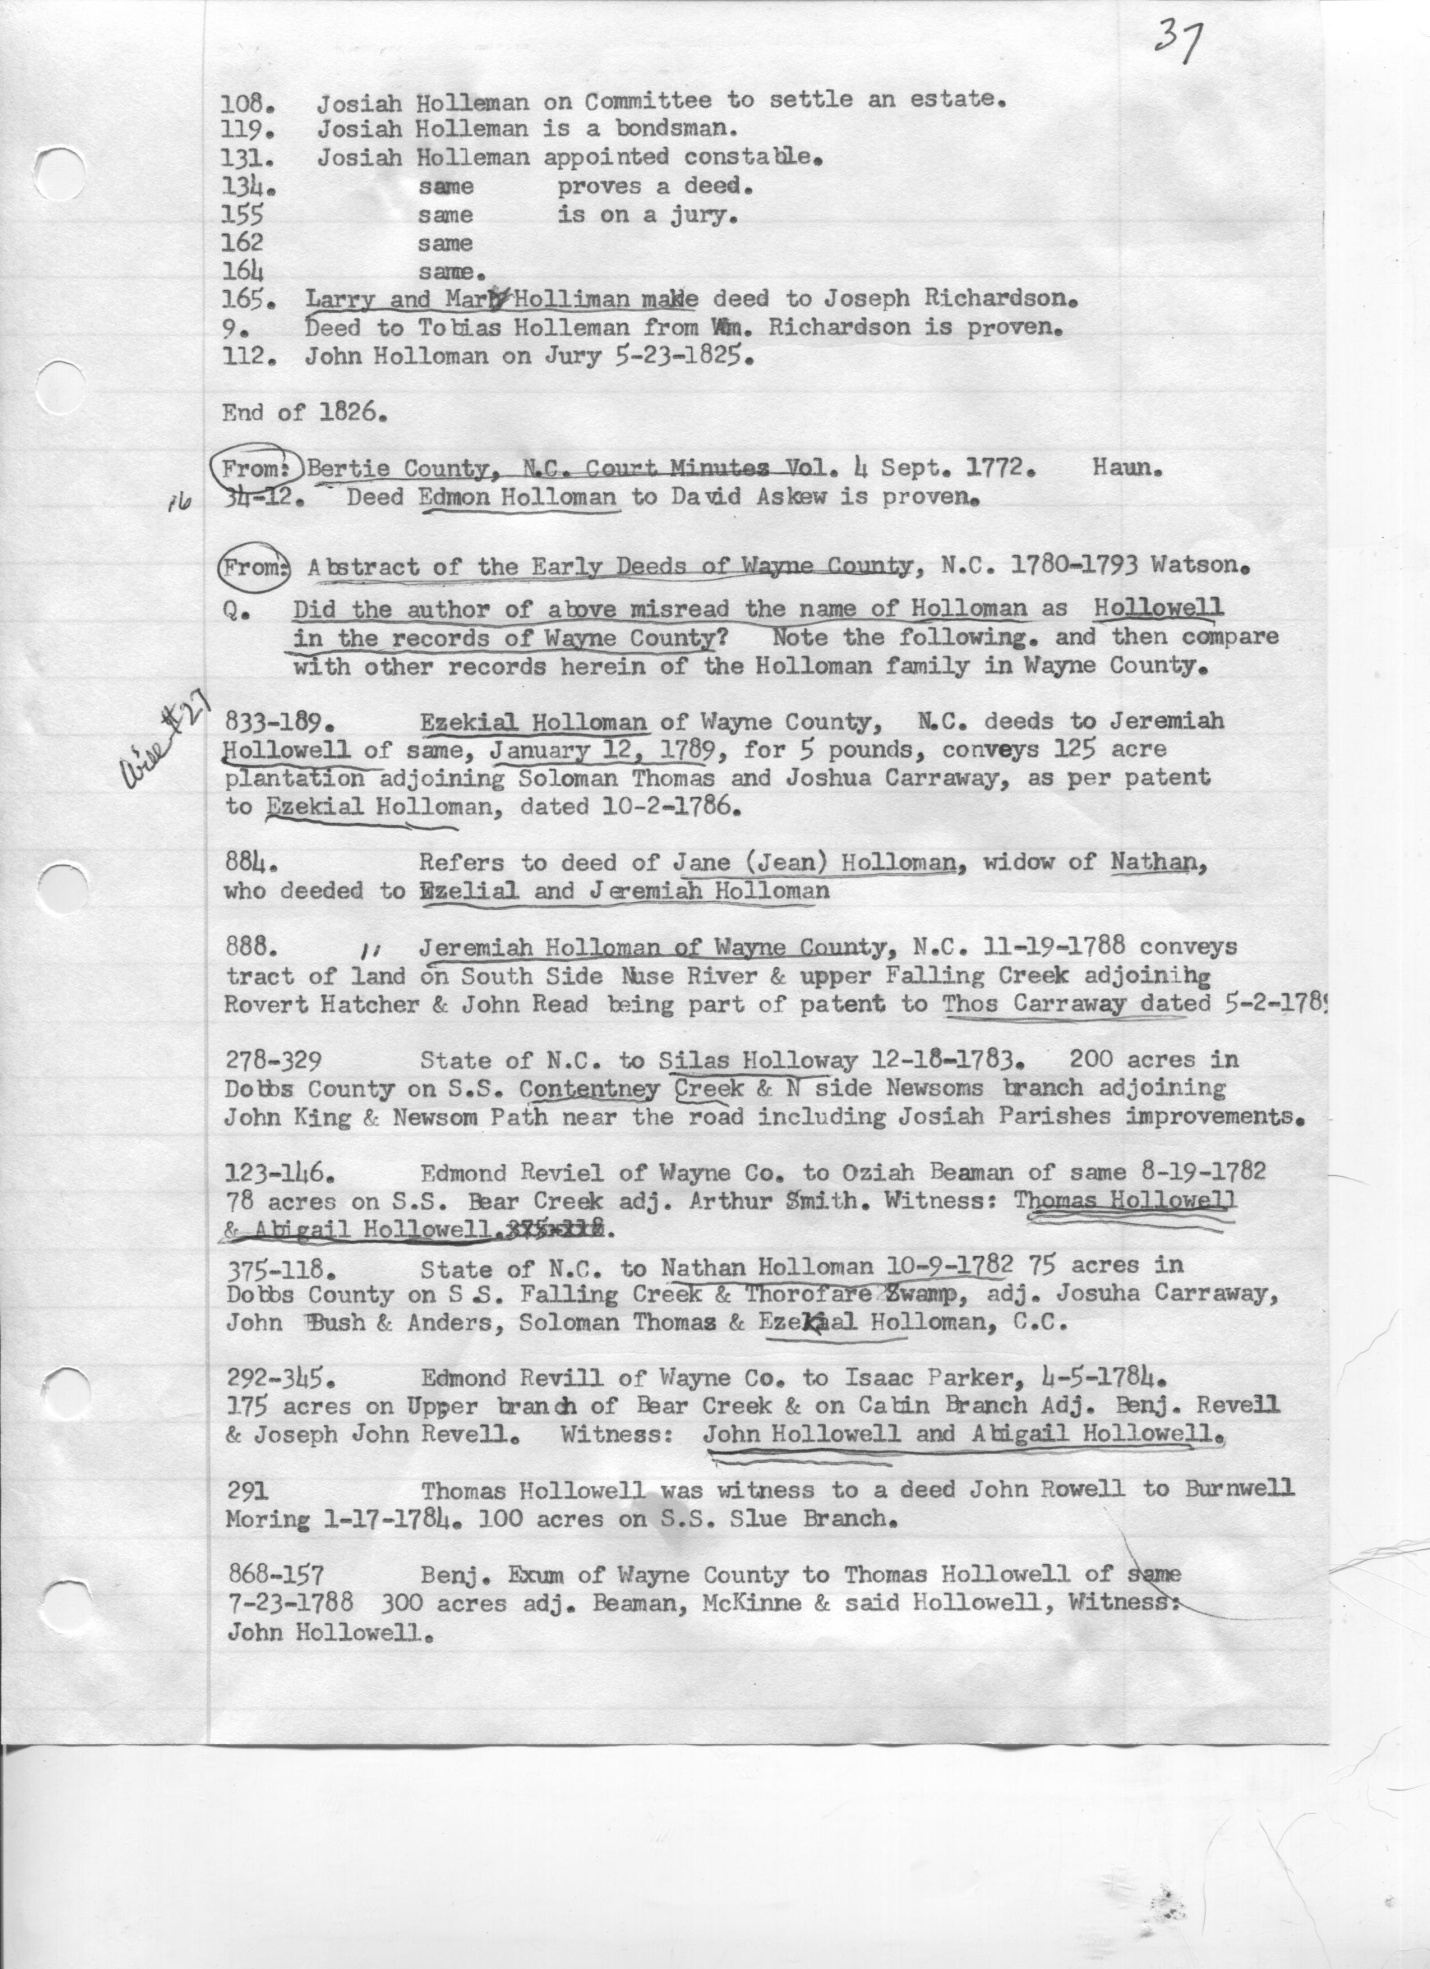 37
108. Josiah Holleman on Committee to settle an estate.
119. Josiah Holleman is a bondsman.
131. Josiah Holleman appointed constable.
134. same proves a deed.
155 same is on a jury.
162 same
164 same.
165. Larry and Mary Holliman make deed to Joseph Richardson.
9. Deed to Tobias Holleman from Wm. Richardson is proven.
112. John Holloman on Jury 5-23-1825.
End of 1826.
From: Bertie County, N.C. Court Minutes Vol. 4 Sept. 1772. Haun.
16 34-12. Deed Edmon Holloman to David Askew is proven.
From: Abstract of the Early Deeds of Wayne County, N.C. 1780-1793 Watson.
Q. Did the author of above misread the name of Holloman as Hollowell
in the records of Wayne County? Note the following. and then compare
with other records herein of the Holloman family in Wayne County.
#27
833-189. Ezekial Holloman of Wayne County, N.C. deeds to Jeremiah
Hollowell of same, January 12, 1789, for 5 pounds, conveys 125 acre
plantation adjoining Soloman Thomas and Joshua Carraway, as per patent
to Ezekial Holloman, dated 10-2-1786.
884. Refers to deed of Jane (Jean) Holloman, widow of Nathan,
who deeded to Ezelial and Jeremiah Holloman
888. " Jeremiah Holloman of Wayne County, N.C. 11-19-1788 conveys
tract of land on South Side Nuse River & upper Falling Creek adjoinihg
Rovert Hatcher & John Read being part of patent to Thos Carraway dated 5-2-178
278-329 State of N.C. to Silas Holloway 12-18-1783. 200 acres in
Dobbs County on S.S. Contentney Creek & N side Newsoms branch adjoining
John King & Newsom Path near the road including Josiah Parishes improvements.
123-146. Edmond Reviel of Wayne Co. to Oziah Beaman of same 8-19-1782
78 acres on S.S. Bear Creek adj. Arthur Smith. Witness: Thomas Hollowell
& Abigail Hollowell.375-118.
375-118. State of N.C. to Nathan Holloman 10-9-1782 75 acres in
Dobbs County on S.S. Falling Creek & Thorofare Swamp, adj. Josuha Carraway,
John Bush & Anders, Soloman Thomas & Ezekial Holloman, C.C.
292-345. Edmond Revill of Wayne Co. to Isaac Parker, 4-5-1784.
175 acres on Upper branch of Bear Creek & on Cabin Branch Adj. Benj. Revell
& Joseph John Revell. Witness: John Hollowell and Abigail Hollowell.
291 Thomas Hollowell was witness to a deed John Rowell to Burnwell
Moring 1-17-1784. 100 acres on S.S. Slue Branch.
868-157 Benj. Exum of Wayne County to Thomas Hollowell of same
7-23-1788 300 acres adj. Beaman, McKinne & said Hollowell, Witness:
John Hollowell.